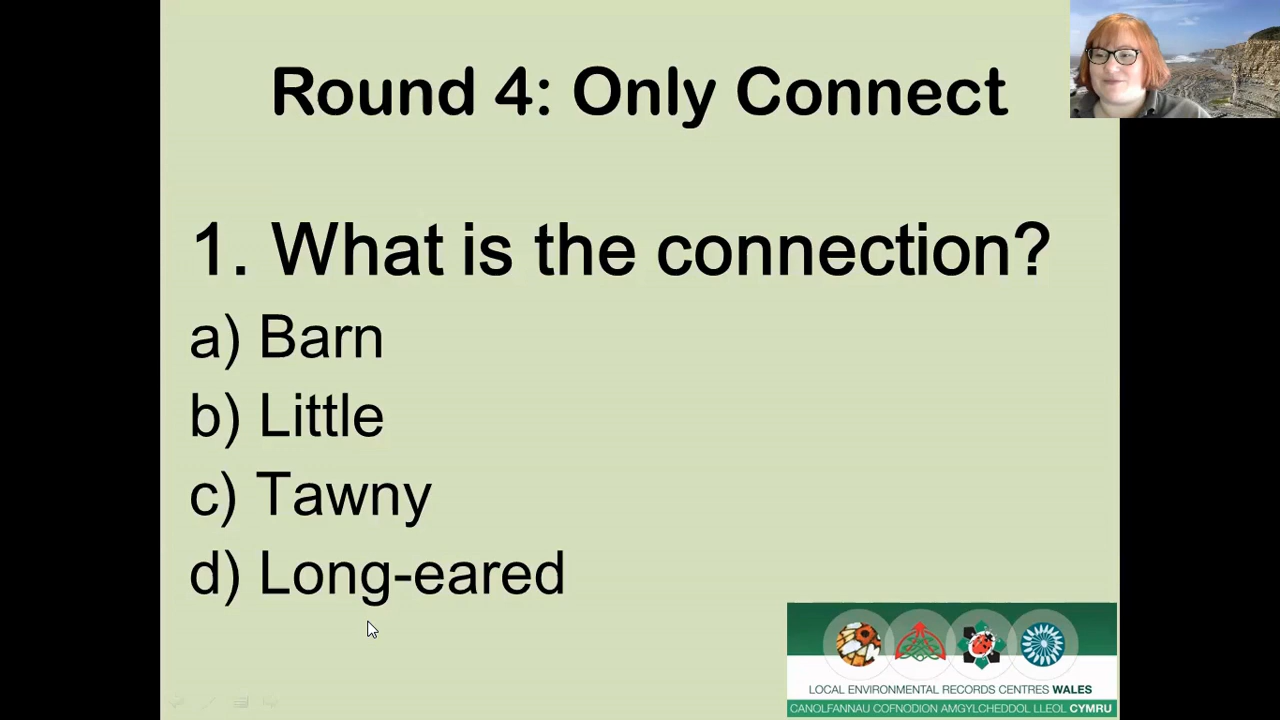 Round 4: Only Connect
1. What is the connection?
a) Barn
b) Little
c) Tawny
d) Long-eared
LOCAL ENVIRONMENTAL RECORDS CENTRES WALES
CANOLFANNAU COFNODION AMGYLCHEDDOL LLEOL CYMRU